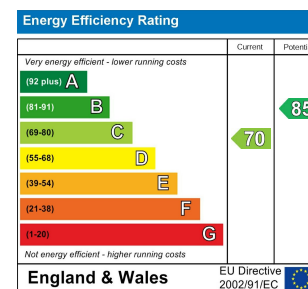 Energy Efficiency Rating
Current Potenti
Very energy efficient - lower running costs
(92 plus) A
(81-91) B
85
(69-80) C
70
(55-68) D
(39-54) E
(21-38) F
(1-20) G
Not energy efficient - higher running costs
England & Wales
EU Directive
2002/91/EC